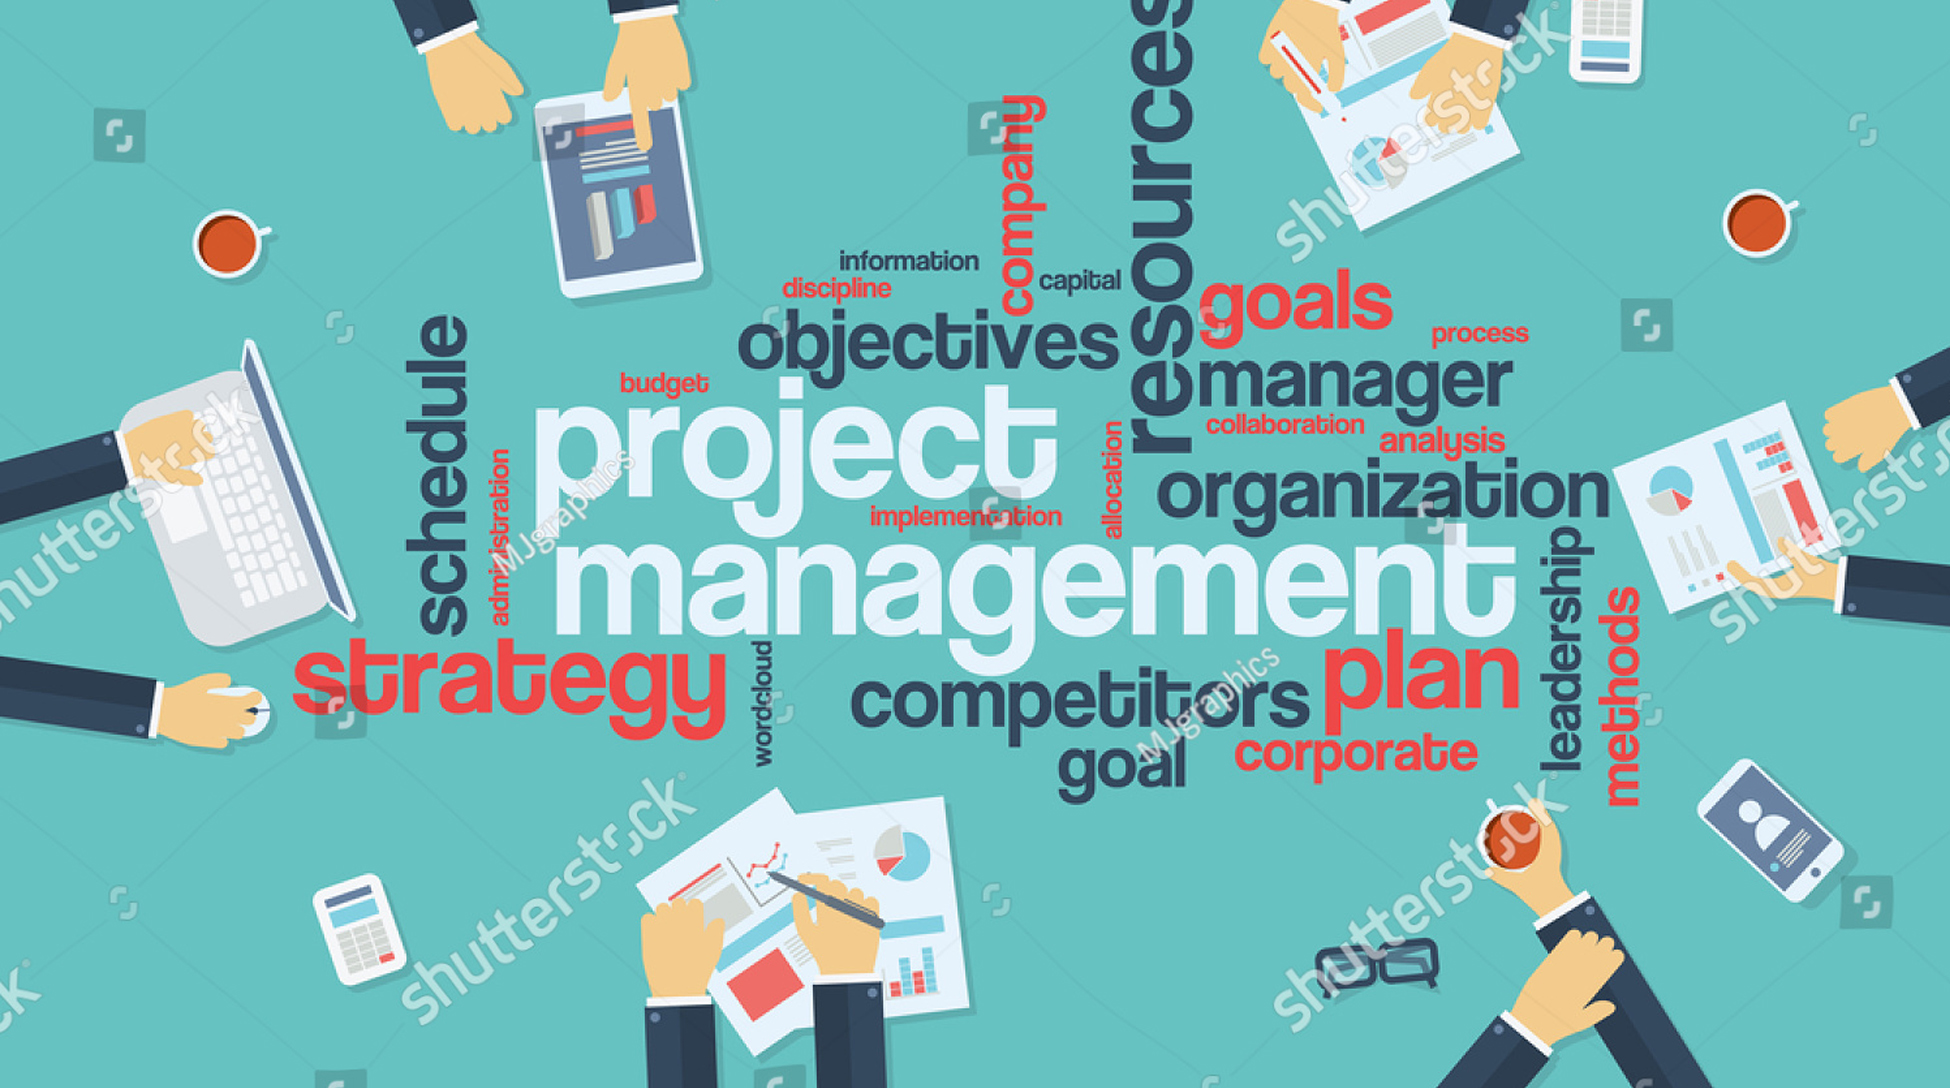 resources
company
information
capital
discipline
goals
objectives
process
schedule
manager
budget
project
collaboration
allocation
analysis
administration
organization
implementation
management
leadership
methods
strategy
plan
wordcloud
competitors
corporate
goal
shutterstock
shutterstock
shutterstock
shutterstock
shutterstock
MJgraphics
MJgraphics